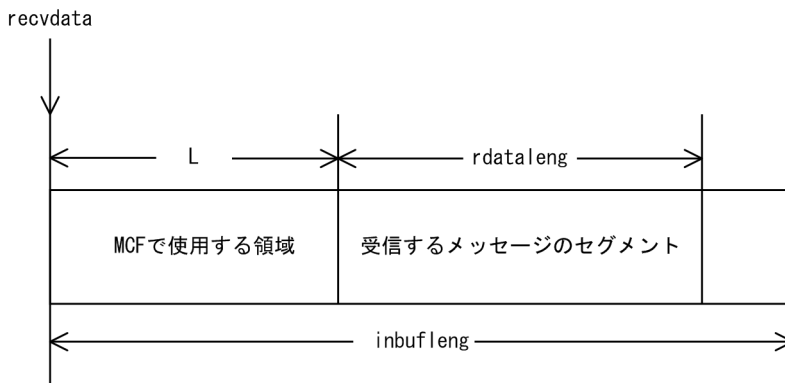 recvdata
L
rdataleng
MCFで使用する領域
受信するメッセージのセグメント
inbufleng